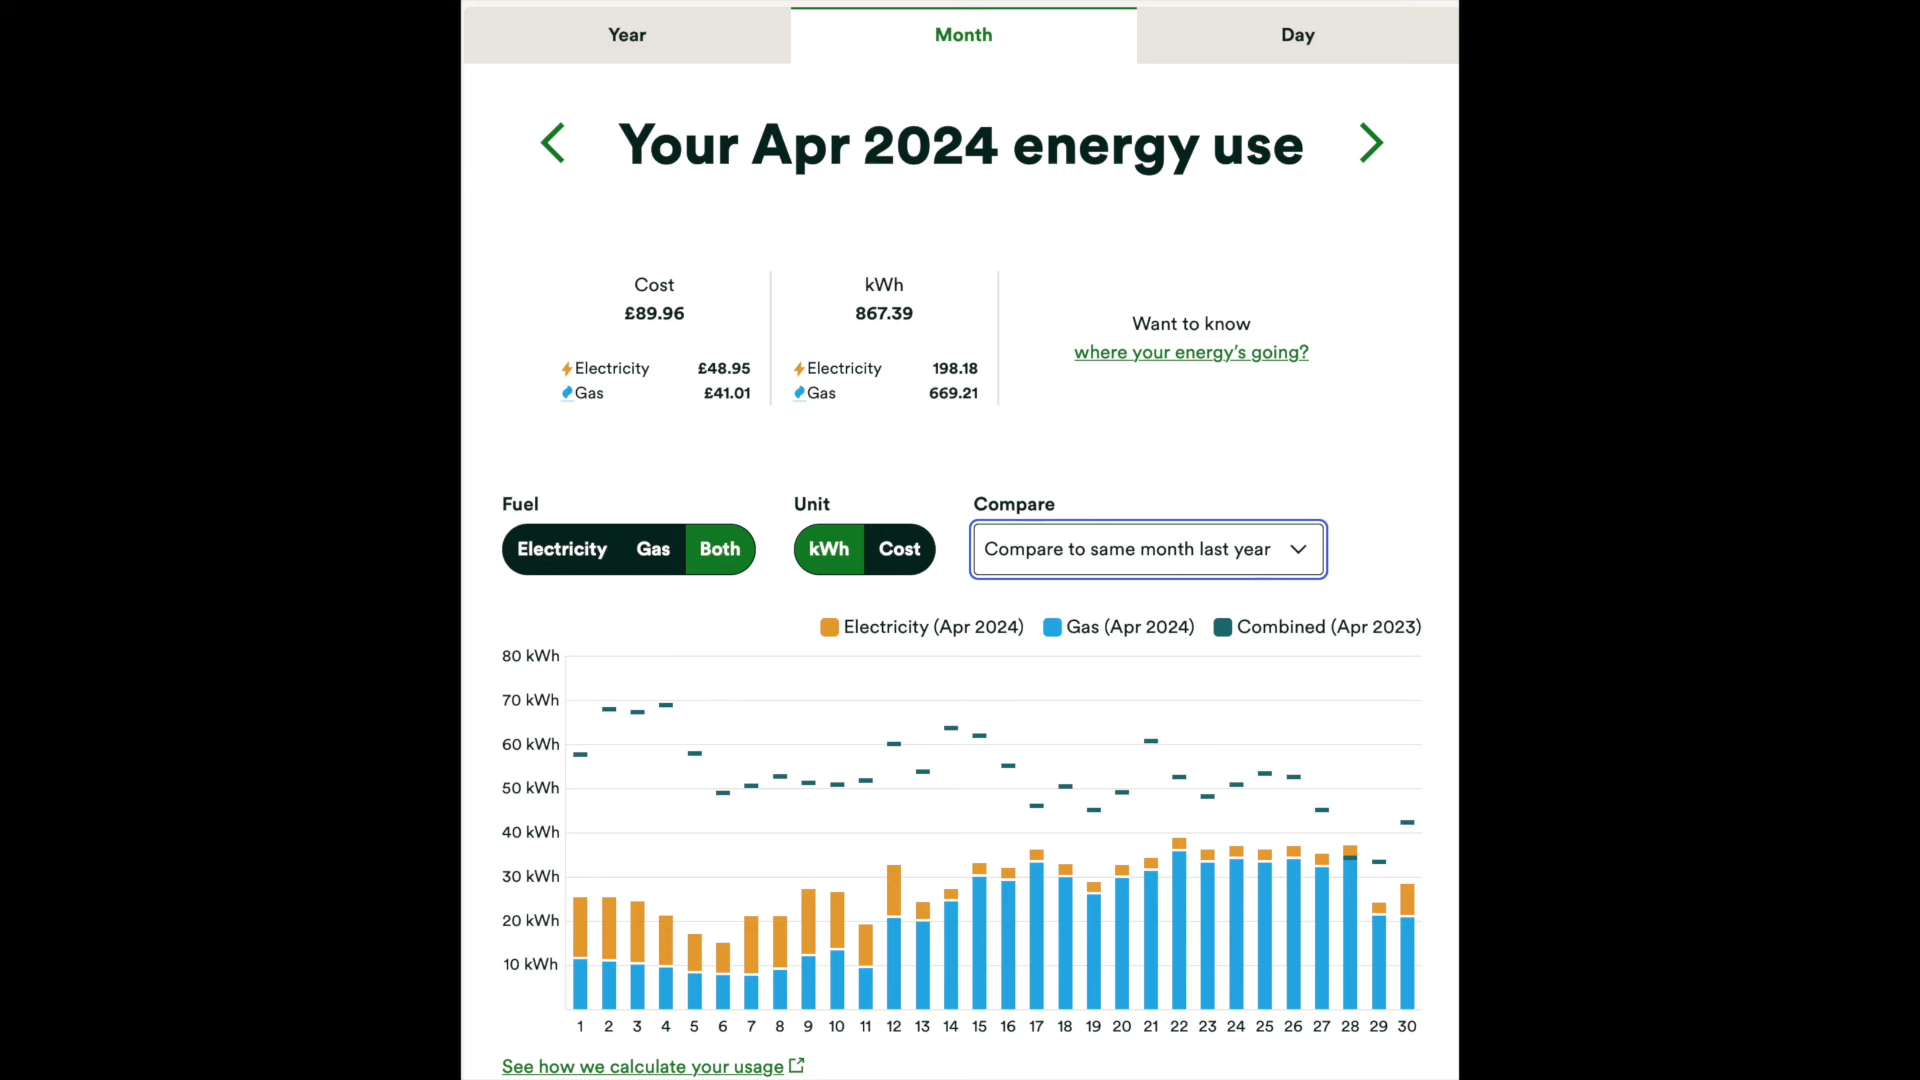 Year Month Day
Your Apr 2024 energy use
Cost
£89.96
Electricity £48.95
Gas £41.01
kWh
867.39
Electricity 198.18
Gas 669.21
Want to know
where your energy’s going?
Fuel
Electricity Gas Both
Unit
kWh Cost
Compare
Compare to same month last year
Electricity (Apr 2024) Gas (Apr 2024) Combined (Apr 2023)
80 kWh
70 kWh
60 kWh
50 kWh
40 kWh
30 kWh
20 kWh
10 kWh
1 2 3 4 5 6 7 8 9 10 11 12 13 14 15 16 17 18 19 20 21 22 23 24 25 26 27 28 29 30
See how we calculate your usage